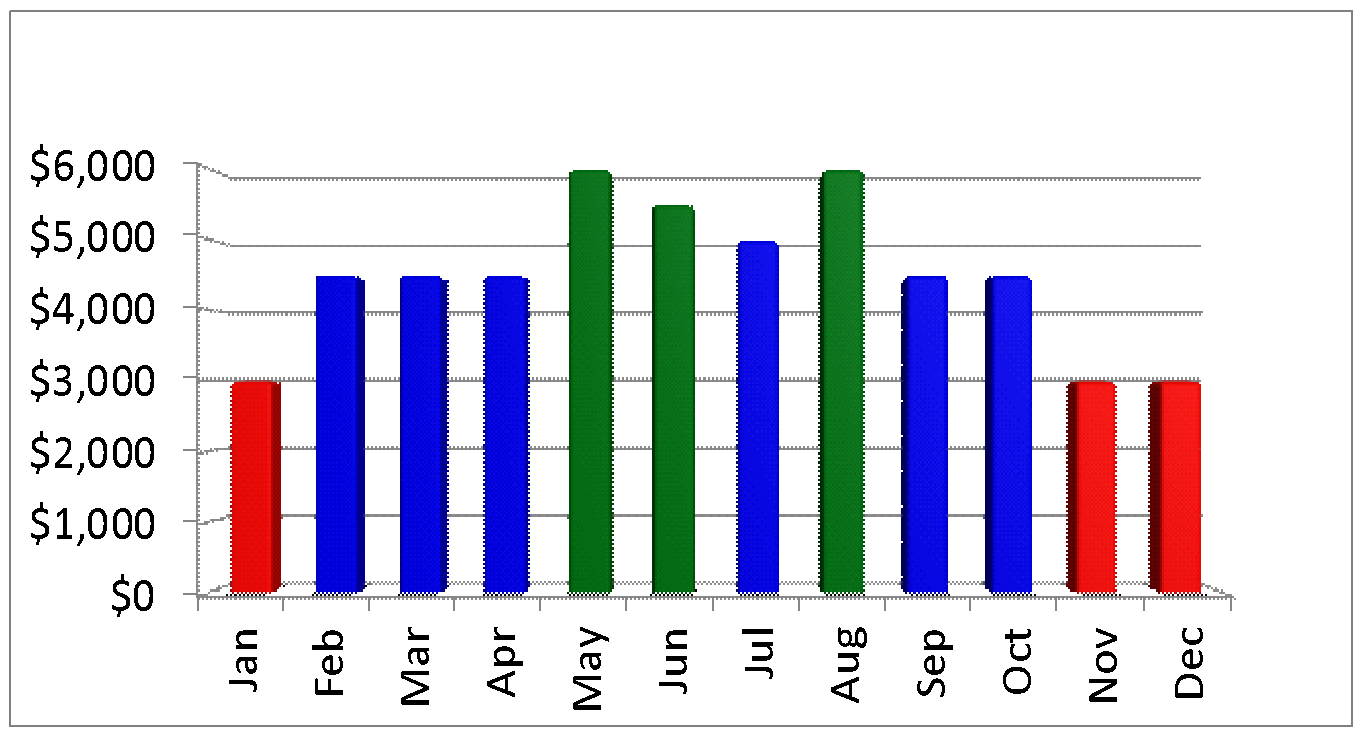 $6,000
$5,000
$4,000
$3,000
$2,000
$1,000
$0
Jan
Feb
Mar
Apr
May
Jun
Jul
Aug
Sep
Oct
Nov
Dec